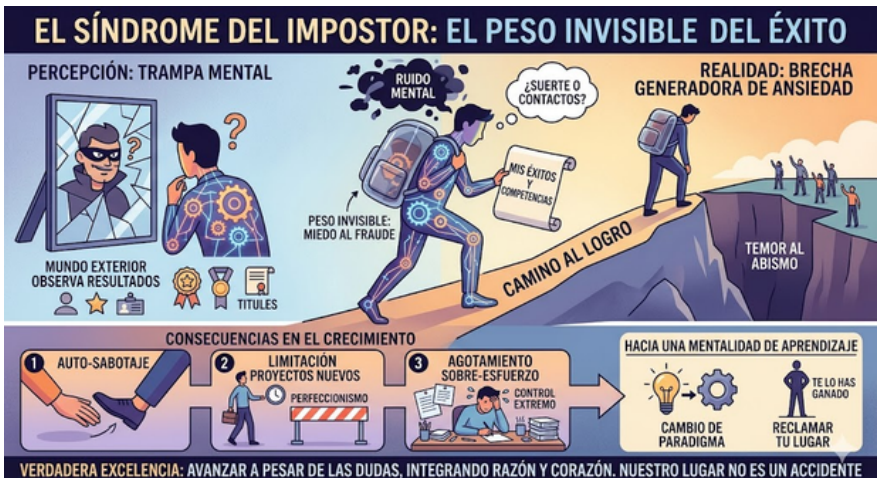 EL SÍNDROME DEL IMPOSTOR: EL PESO INVISIBLE DEL ÉXITO
PERCEPCIÓN: TRAMPA MENTAL
?
?
MUNDO EXTERIOR
OBSERVA RESULTADOS
TITULES
RUIDO
MENTAL
¿SUERTE O
CONTACTOS?
MIS ÉXITOS
Y
COMPETENCIAS
PESO INVISIBLE:
MIEDO AL FRAUDE
CAMINO AL LOGRO
REALIDAD: BRECHA
GENERADORA DE ANSIEDAD
TEMOR AL
ABISMO
CONSECUENCIAS EN EL CRECIMIENTO
1 AUTO-SABOTAJE
2 LIMITACIÓN
PROYECTOS NUEVOS
PERFECCIONISMO
3 AGOTAMIENTO
SOBRE-ESFUERZO
CONTROL
EXTREMO
HACIA UNA MENTALIDAD DE APRENDIZAJE
CAMBIO DE
PARADIGMA
TE LO HAS
GANADO
RECLAMAR
TU LUGAR
VERDADERA EXCELENCIA: AVANZAR A PESAR DE LAS DUDAS, INTEGRANDO RAZÓN Y CORAZÓN. NUESTRO LUGAR NO ES UN ACCIDENTE